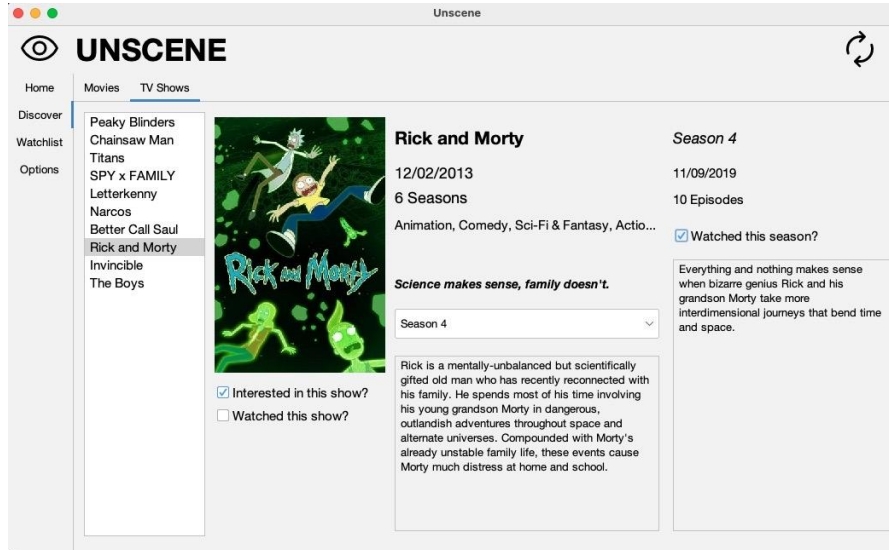 Unscene
UNSCENE
Home
Discover
Watchlist
Options
Movies TV Shows
Peaky Blinders
Chainsaw Man
Titans
SPY x FAMILY
Letterkenny
Narcos
Better Call Saul
Rick and Morty
Invincible
The Boys
Rick and Morty
Interested in this show?
Watched this show?
Rick and Morty
12/02/2013
6 Seasons
Animation, Comedy, Sci-Fi & Fantasy, Actio...
Science makes sense, family doesn't.
Season 4
Rick is a mentally-unbalanced but scientifically
gifted old man who has recently reconnected with
his family. He spends most of his time involving
his young grandson Morty in dangerous,
outlandish adventures throughout space and
alternate universes. Compounded with Morty's
already unstable family life, these events cause
Morty much distress at home and school.
Season 4
11/09/2019
10 Episodes
Watched this season?
Everything and nothing makes sense
when bizarre genius Rick and his
grandson Morty take more
interdimensional journeys that bend time
and space.